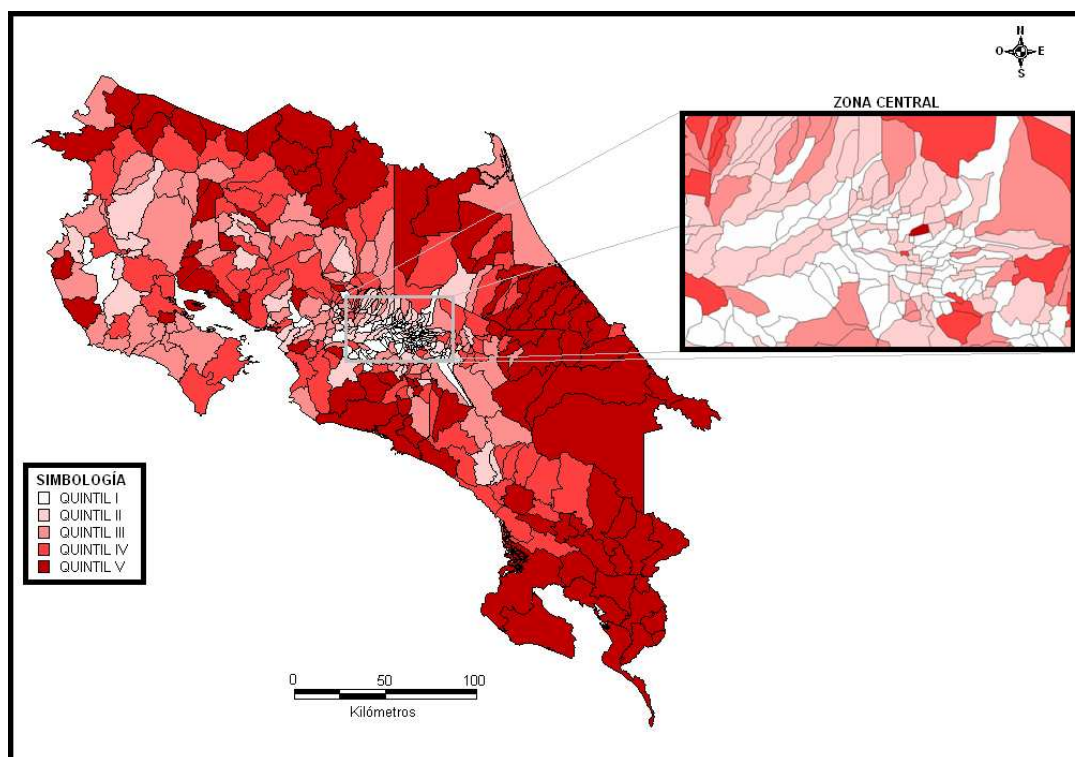 N
O E
S
ZONA CENTRAL
SIMBOLOGÍA
QUINTIL I
QUINTIL II
QUINTIL III
QUINTIL IV
QUINTIL V
0 50 100
Kilómetros